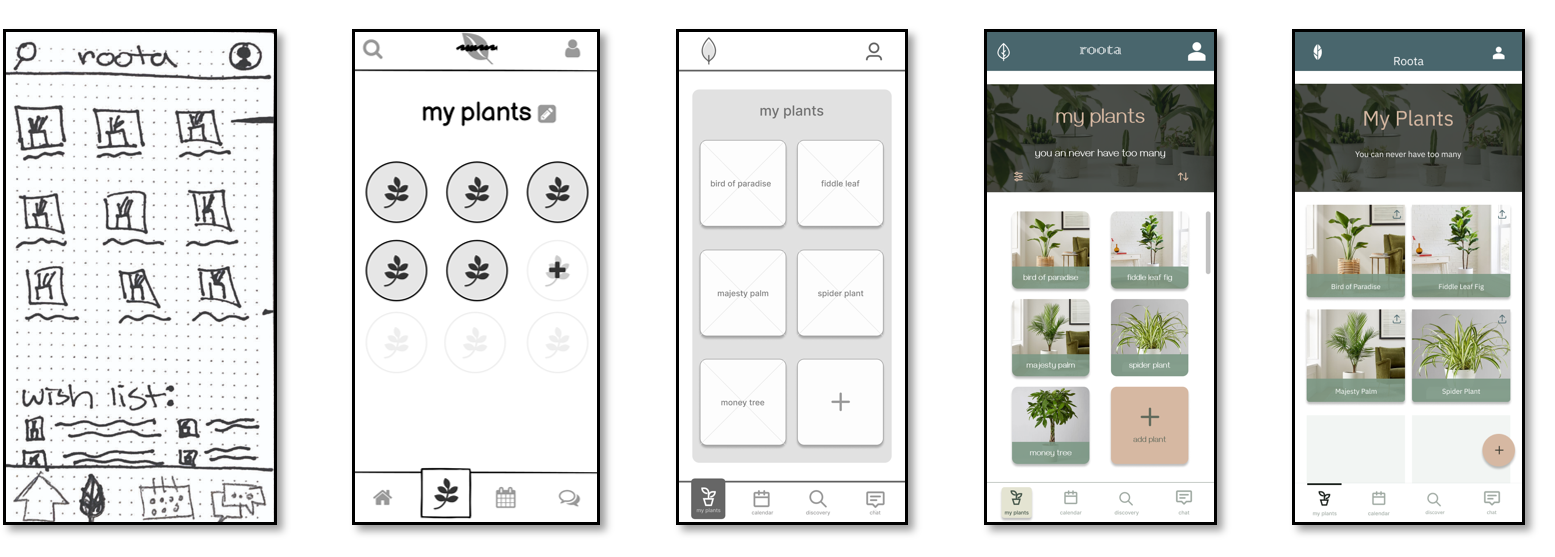 roota
wish list:
my plants
my plants
bird of paradise
fiddle leaf
majesty palm
spider plant
money tree
my plants
calendar
discovery
chat
roota
my plants
you an never have too many
bird of paradise
fiddle leaf fig
majesty palm
spider plant
money tree
add plant
my plants
calendar
discovery
chat
Roota
My Plants
You can never have too many
Bird of Paradise
Fiddle Leaf Fig
Majesty Palm
Spider Plant
my plants
calendar
discover
chat